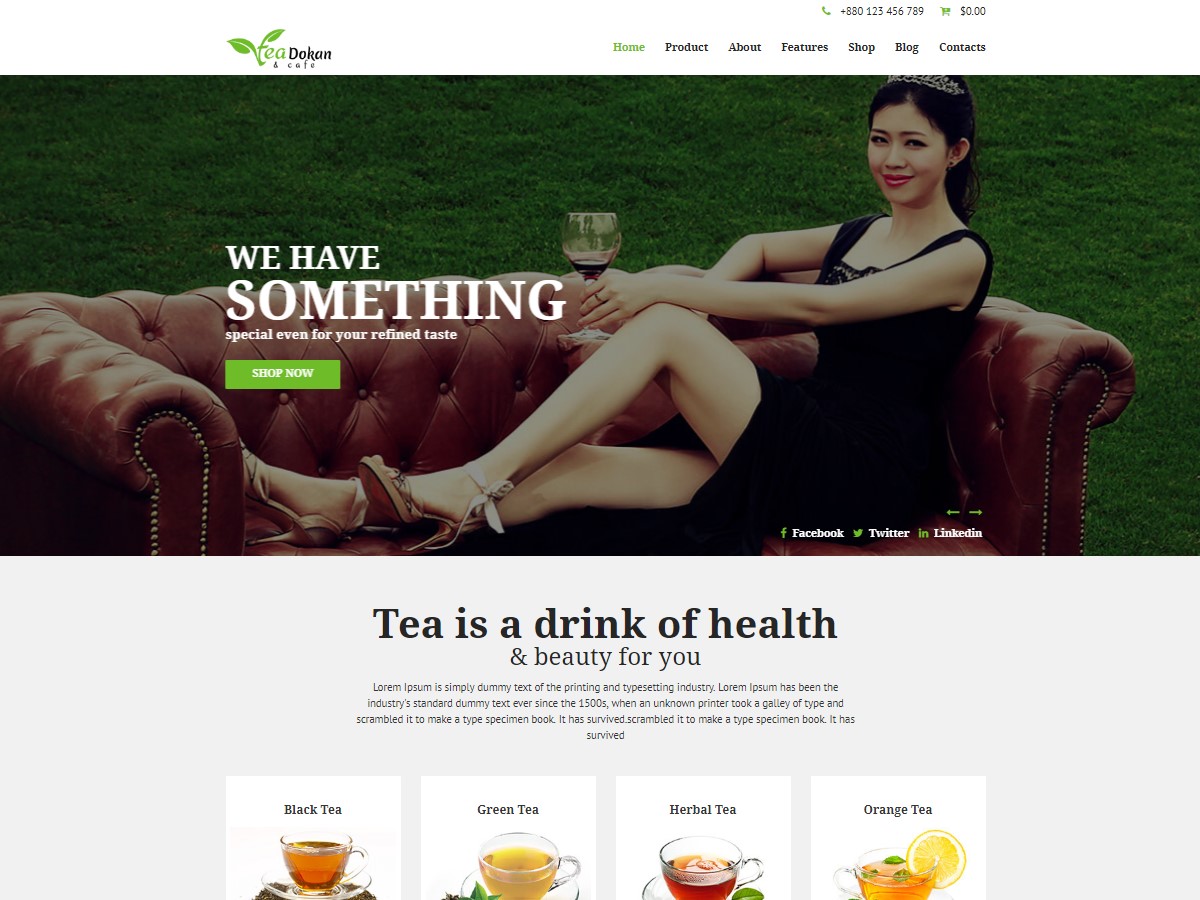 +880 123 456 789 $0.00
tea Dokan
& cafe
Home Product About Features Shop Blog Contacts
WE HAVE
SOMETHING
special even for your refined taste
SHOP NOW
Facebook Twitter Linkedin
Tea is a drink of health
& beauty for you
Lorem Ipsum is simply dummy text of the printing and typesetting industry. Lorem Ipsum has been the
industry's standard dummy text ever since the 1500s, when an unknown printer took a galley of type and
scrambled it to make a type specimen book. It has survived.scrambled it to make a type specimen book. It has
survived
Black Tea Green Tea Herbal Tea Orange Tea